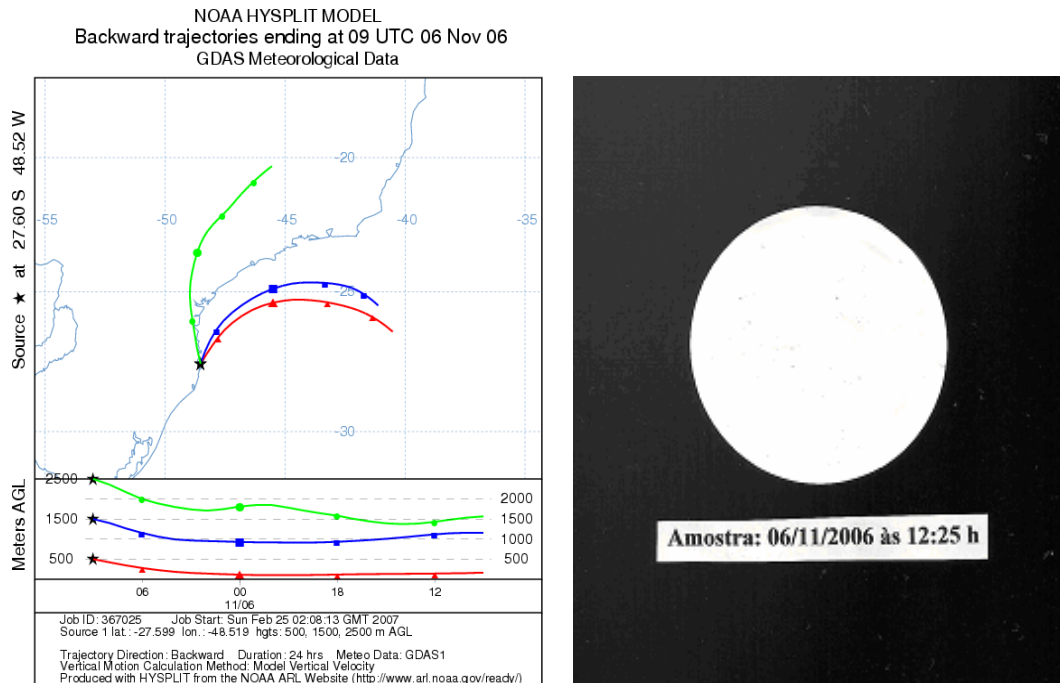 NOAA HYSPLIT MODEL
Backward trajectories ending at 09 UTC 06 Nov 06
GDAS Meteorological Data
Source ★ at 27.60 S 48.52 W
-20
-55
-50
-45
-40
-35
-25
-30
Meters AGL
2500
2000
1500
1500
1000
500
500
06
00
18
12
11/06
Job ID: 367025 Job Start: Sun Feb 25 02:08:13 GMT 2007
Source 1 lat.: -27.599 lon.: -48.519 hgts: 500, 1500, 2500 m AGL
Trajectory Direction: Backward Duration: 24 hrs Meteo Data: GDAS1
Vertical Motion Calculation Method: Model Vertical Velocity
Produced with HYSPLIT from the NOAA ARL Website (http://www.arl.noaa.gov/ready/)
Amostra: 06/11/2006 às 12:25 h